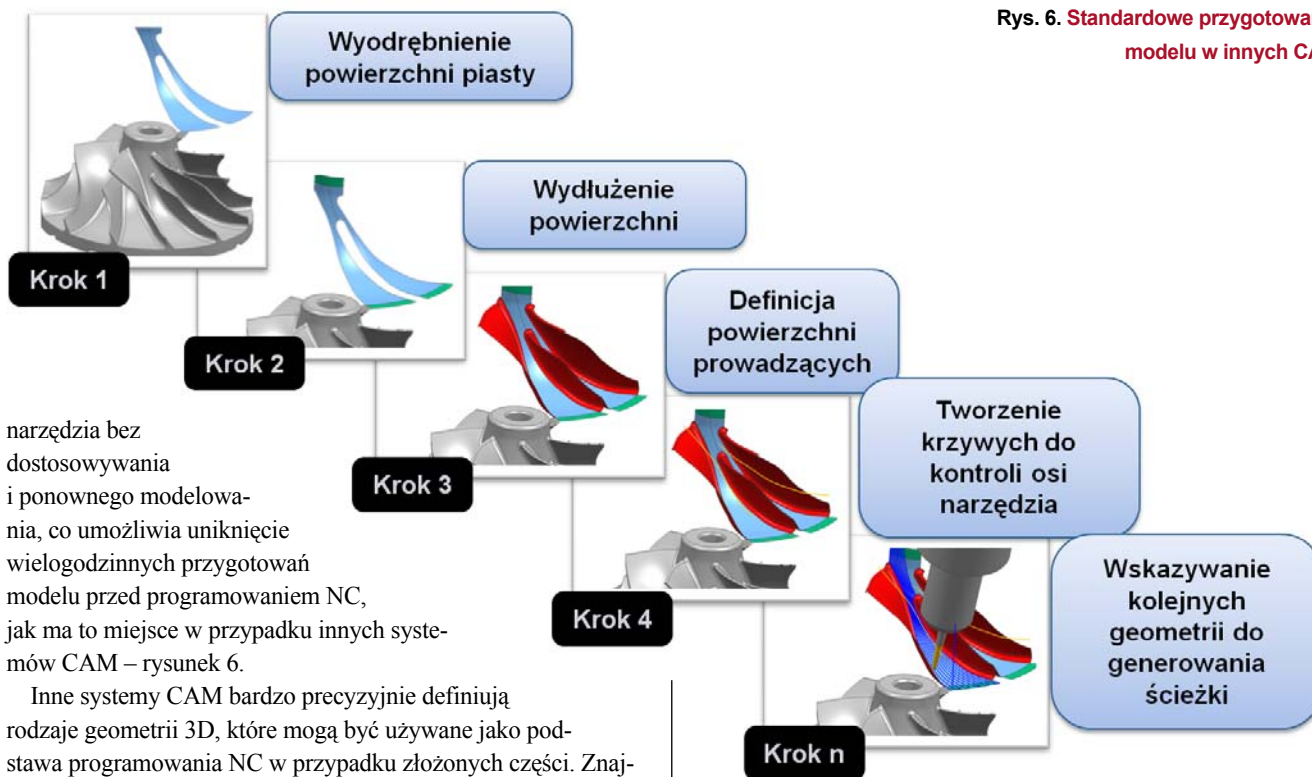 Rys. 6. Standardowe przygotowa
modelu w innych CA
Wyodrębnienie
powierzchni piasty
Krok 1
Wydłużenie
powierzchni
Krok 2
Definicja
powierzchni
prowadzących
Krok 3
Tworzenie
krzywych do
kontroli osi
narzędzia
Krok 4
Wskazywanie
kolejnych
geometrii do
generowania
ścieżki
Krok n
narzędzia bez
dostosowywania
i ponownego modelowa-
nia, co umożliwia uniknięcie
wielogodzinnych przygotowań
modelu przed programowaniem NC,
jak ma to miejsce w przypadku innych syste-
mów CAM – rysunek 6.
Inne systemy CAM bardzo precyzyjnie definiują
rodzaje geometrii 3D, które mogą być używane jako pod-
stawa programowania NC w przypadku złożonych części. Znaj-